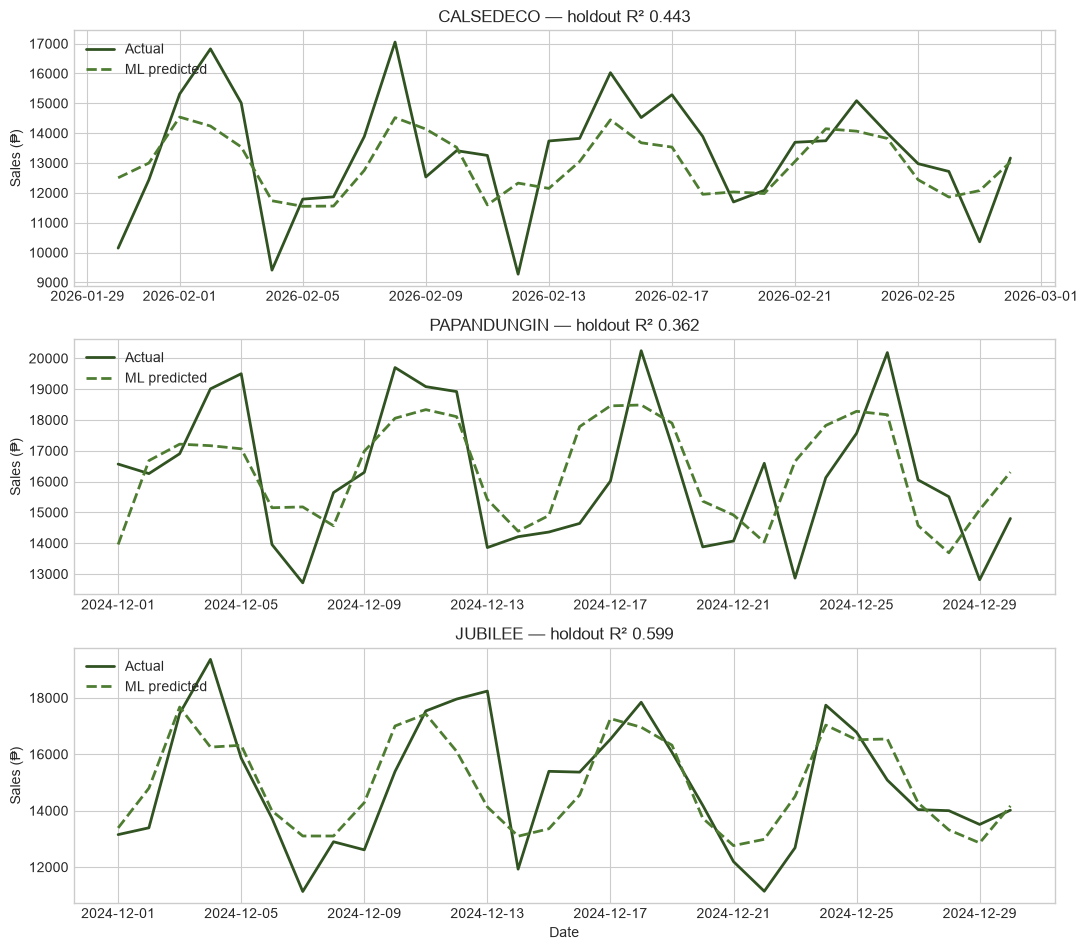 CALSEDECO — holdout R² 0.443
Actual
ML predicted
Sales (₱)
17000
16000
15000
14000
13000
12000
11000
10000
9000
2026-01-29 2026-02-01 2026-02-05 2026-02-09 2026-02-13 2026-02-17 2026-02-21 2026-02-25 2026-03-01
PAPANDUNGIN — holdout R² 0.362
Actual
ML predicted
Sales (₱)
20000
19000
18000
17000
16000
15000
14000
13000
2024-12-01 2024-12-05 2024-12-09 2024-12-13 2024-12-17 2024-12-21 2024-12-25 2024-12-29
JUBILEE — holdout R² 0.599
Actual
ML predicted
Sales (₱)
18000
16000
14000
12000
2024-12-01 2024-12-05 2024-12-09 2024-12-13 2024-12-17 2024-12-21 2024-12-25 2024-12-29
Date